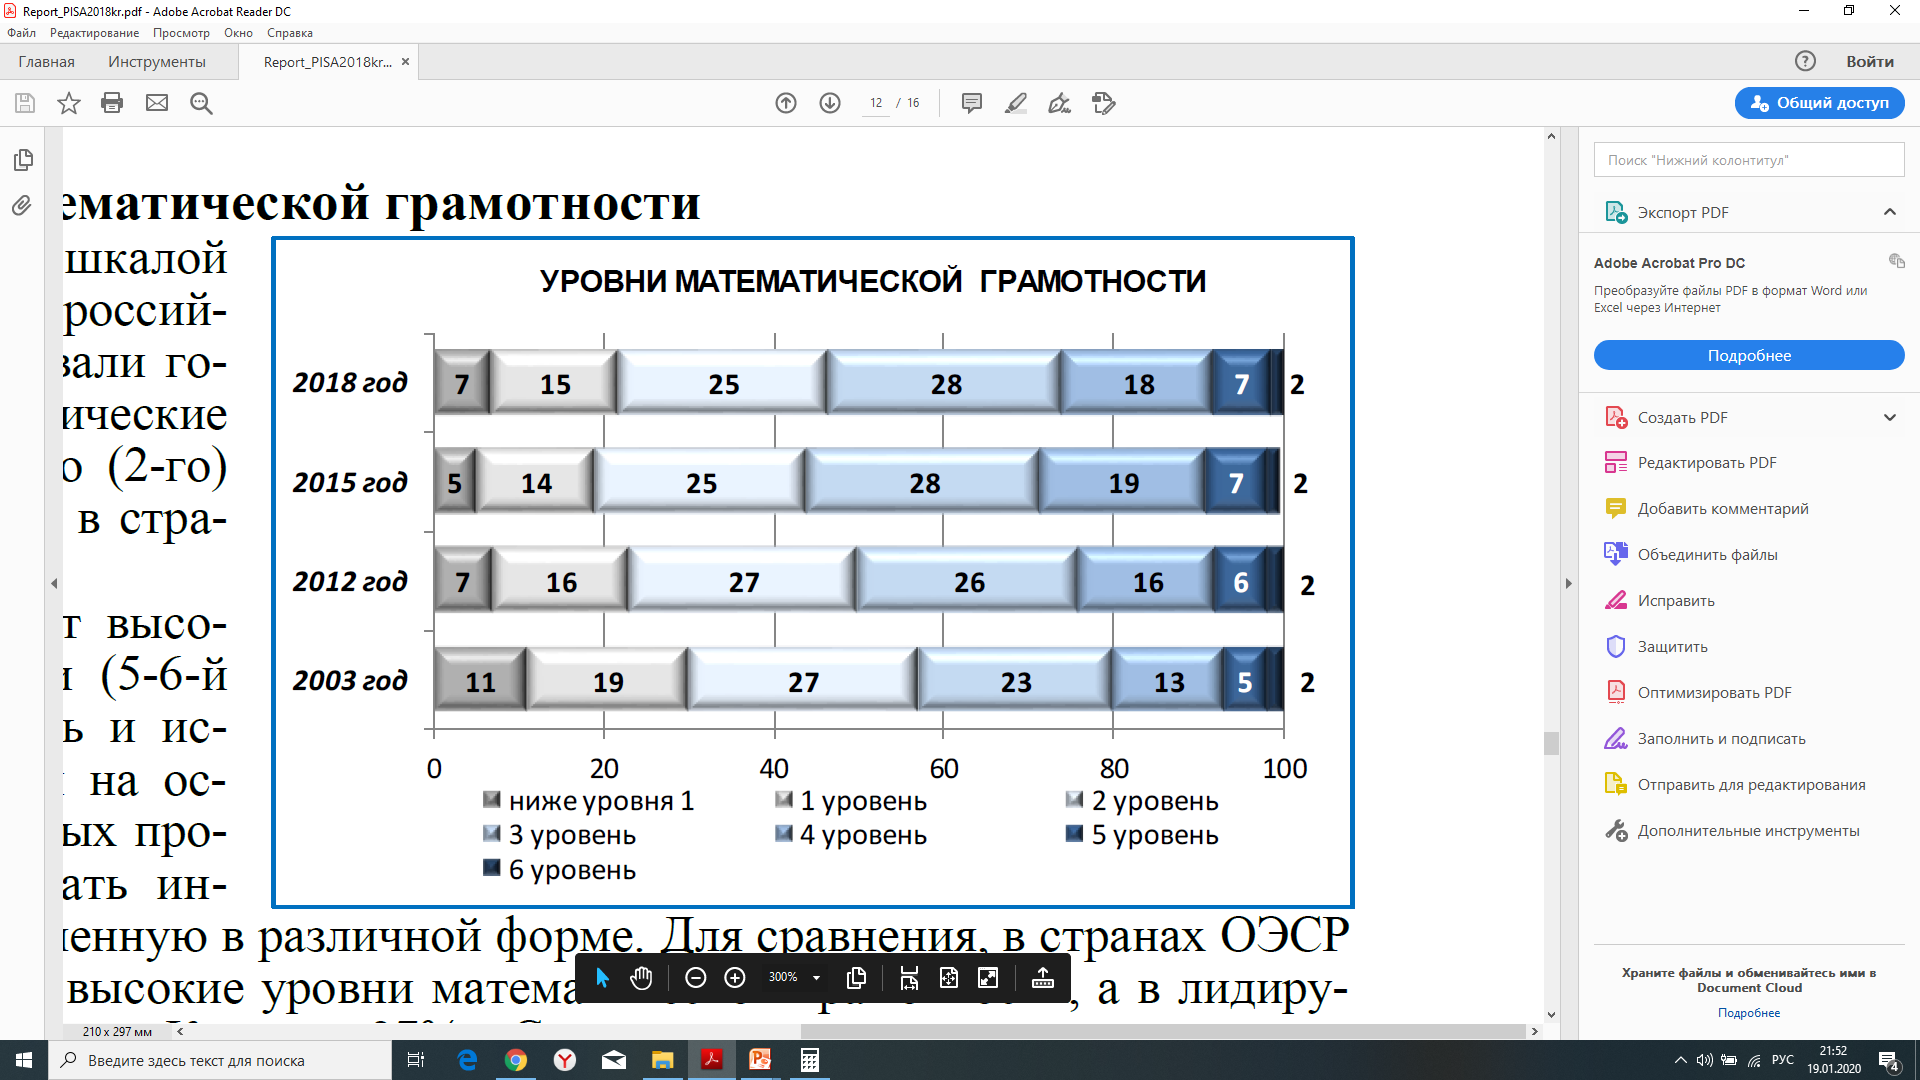 Report_PISA2018kr.pdf - Adobe Acrobat Reader DC
Файл Редактирование Просмотр Окно Справка
Главная Инструменты Report_PISA2018kr... × ? Войти
12 / 16 Общий доступ
ематической грамотности
шкалой
россий-
вали го-
ические
о (2-го)
в стра-
т высо-
и (5-6-й
ь и ис-
на ос-
ых про-
ать ин-
УРОВНИ МАТЕМАТИЧЕСКОЙ ГРАМОТНОСТИ
2018 год 7 15 25 28 18 7 2
2015 год 5 14 25 28 19 7 2
2012 год 7 16 27 26 16 6 2
2003 год 11 19 27 23 13 5 2
0 20 40 60 80 100
ниже уровня 1 1 уровень 2 уровень
3 уровень 4 уровень 5 уровень
6 уровень
ленную в различной форме. Для сравнения, в странах ОЭСР
высокие уровни матема , а в лидиру-
300%
210 x 297 мм
Поиск "Нижний колонтитул"
Экспорт PDF
Adobe Acrobat Pro DC
Преобразуйте файлы PDF в формат Word или
Excel через Интернет
Подробнее
Создать PDF
Редактировать PDF
Добавить комментарий
Объединить файлы
Исправить
Защитить
Оптимизировать PDF
Заполнить и подписать
Отправить для редактирования
Дополнительные инструменты
Храните файлы и обменивайтесь ими в
Document Cloud
Подробнее
Введите здесь текст для поиска
РУС
21:52
19.01.2020
4